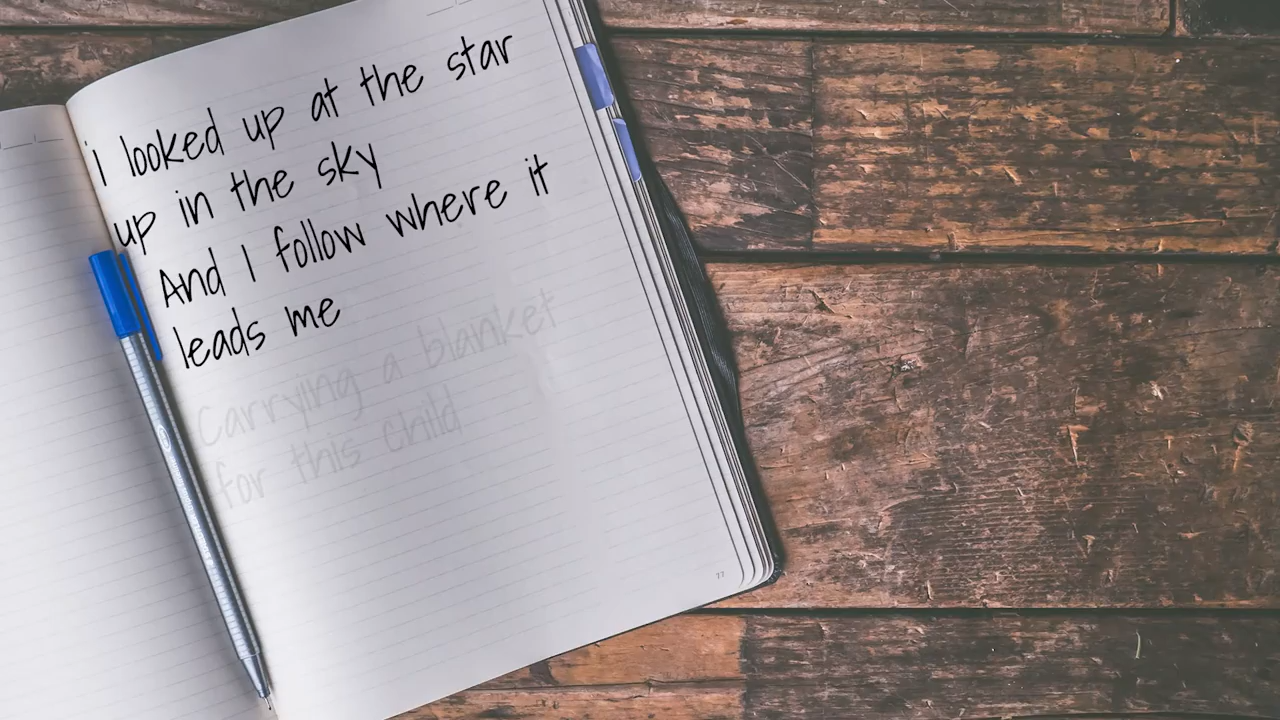 i looked up at the star
up in the sky
And I follow where it
leads me
Carrying a blanket
for this child
77